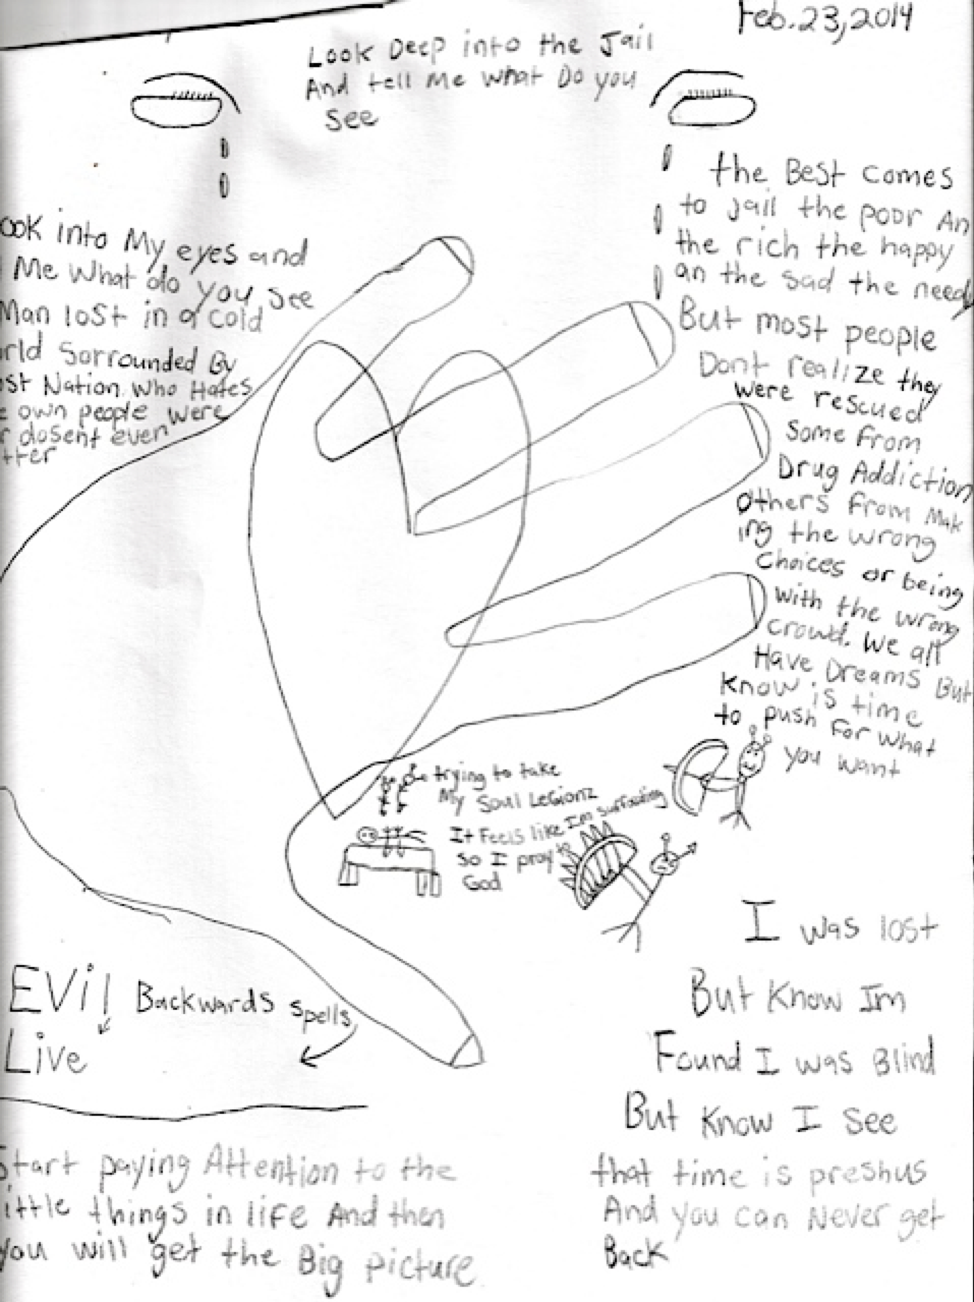 Feb. 23, 2014
Look Deep into the Jail
And tell Me what Do you
See
ook into My eyes and
Me What do you see
Man lost in a cold
rld Sorrounded By
st Nation Who Hates
own people were
dosent even
tter
the Best comes
to jail the poor An
the rich the happy
an the sad the need
But most people
Dont realize they
were rescued
Some from
Drug Addiction
others from Mak
ing the wrong
Choices or being
with the wrong
crowd. We all
Have Dreams But
Know is time
to push for what
you want
trying to take
My Soul Legionz
It Feels like Im surfocating
so I pray to
God
EVil Backwards spells
Live
I was lost
But Know Im
Found I was Blind
But Know I See
that time is preshus
And you can Never get
Back
Start paying Attention to the
little things in life And then
You will get the Big picture